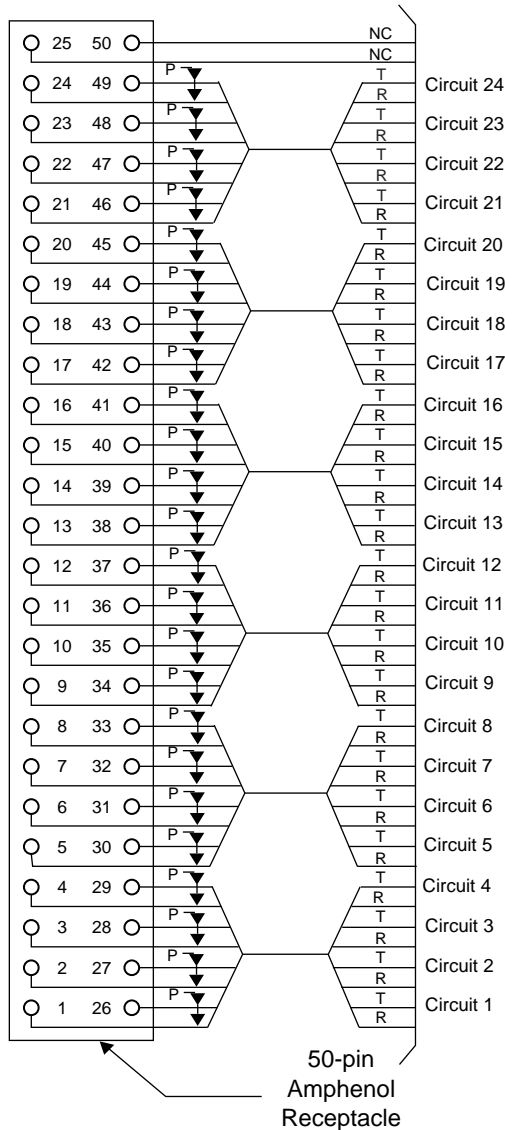 25 50 NC
NC
24 49 P T Circuit 24
R
23 48 P T Circuit 23
R
22 47 P T Circuit 22
R
21 46 P T Circuit 21
R
20 45 P T Circuit 20
R
19 44 P T Circuit 19
R
18 43 P T Circuit 18
R
17 42 P T Circuit 17
R
16 41 P T Circuit 16
R
15 40 P T Circuit 15
R
14 39 P T Circuit 14
R
13 38 P T Circuit 13
R
12 37 P T Circuit 12
R
11 36 P T Circuit 11
R
10 35 P T Circuit 10
R
9 34 P T Circuit 9
R
8 33 P T Circuit 8
R
7 32 P T Circuit 7
R
6 31 P T Circuit 6
R
5 30 P T Circuit 5
R
4 29 P T Circuit 4
R
3 28 P T Circuit 3
R
2 27 P T Circuit 2
R
1 26 P T Circuit 1
R
50-pin
Amphenol
Receptacle